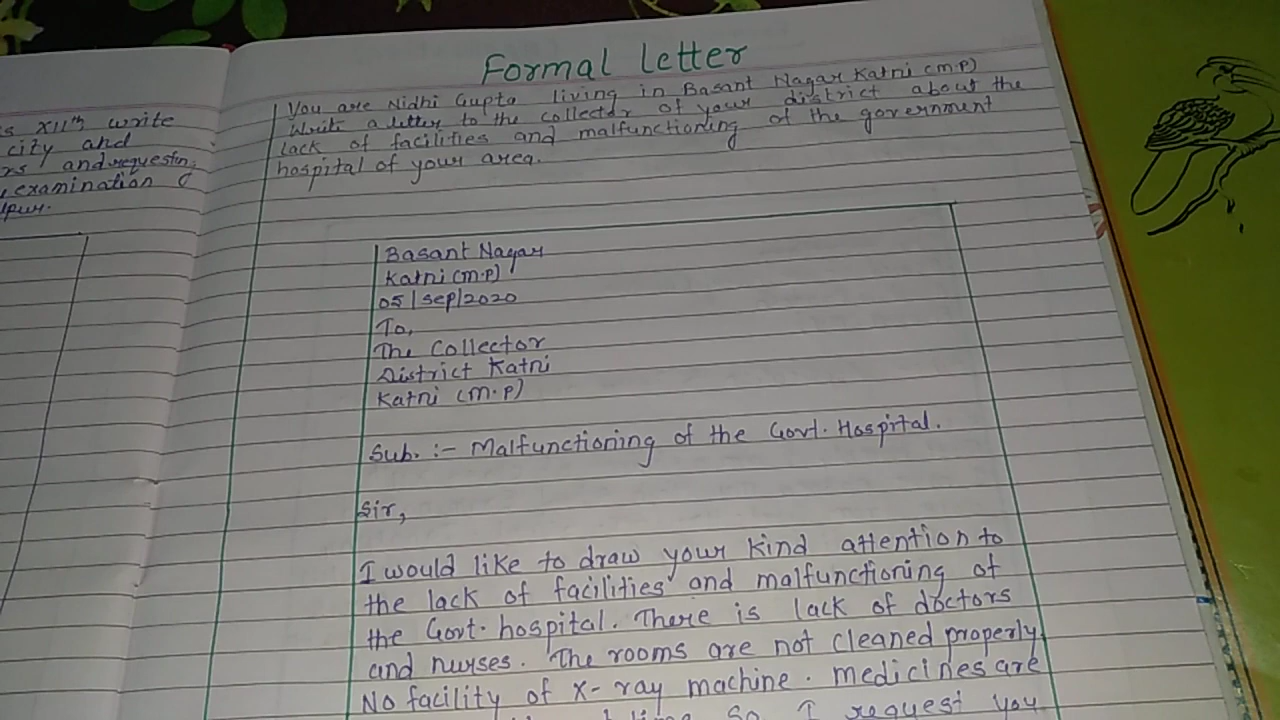 s XIIth write
city and
rs and requestin
, examination o
lpur.
Formal Letter
You are Nidhi Gupta living in Basant Nagar Katni (m.p)
Write a letter to the collector of your district about the
lack of facilities and malfunctioning of the government
hospital of your area.
Basant Nagar
Katni (m.p)
05/sep/2020
To,
The Collector
District Katni
Katni (m.p)
Sub. :- Malfunctioning of the Govt. Hospital.
Sir,
I would like to draw your kind attention to
the lack of facilities and malfunctioning of
the Govt. hospital. There is lack of doctors
and nurses. The rooms are not cleaned properly.
No facility of x-ray machine. medicines are
So I request you